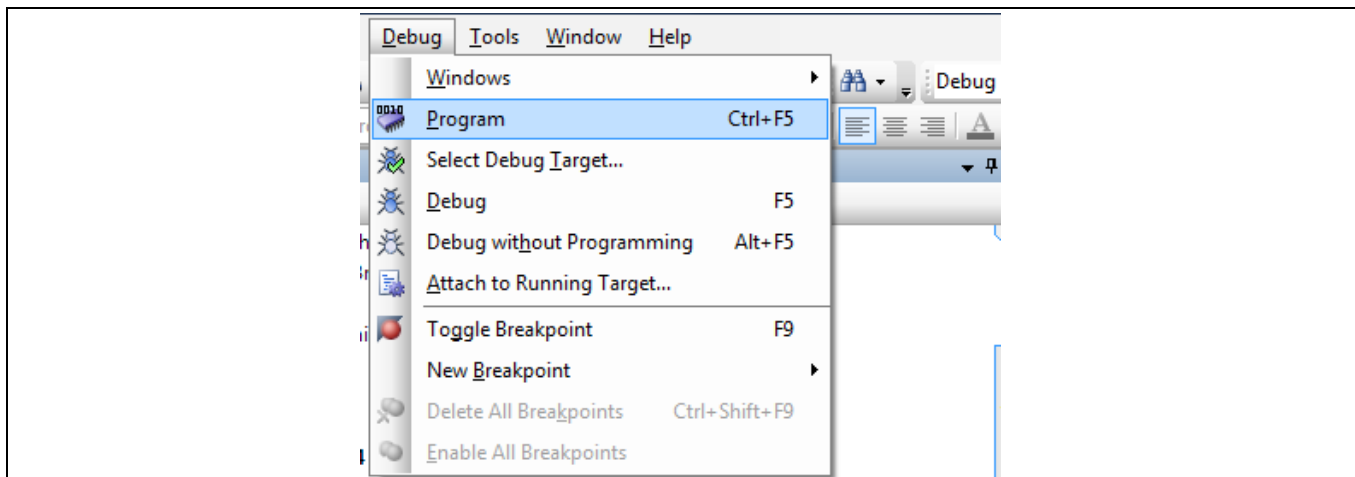 Debug Tools Window Help
Windows
Debug
0010
Program Ctrl+F5
A
Select Debug Target...
Debug F5
Debug without Programming Alt+F5
Attach to Running Target...
Toggle Breakpoint F9
New Breakpoint
Delete All Breakpoints Ctrl+Shift+F9
Enable All Breakpoints